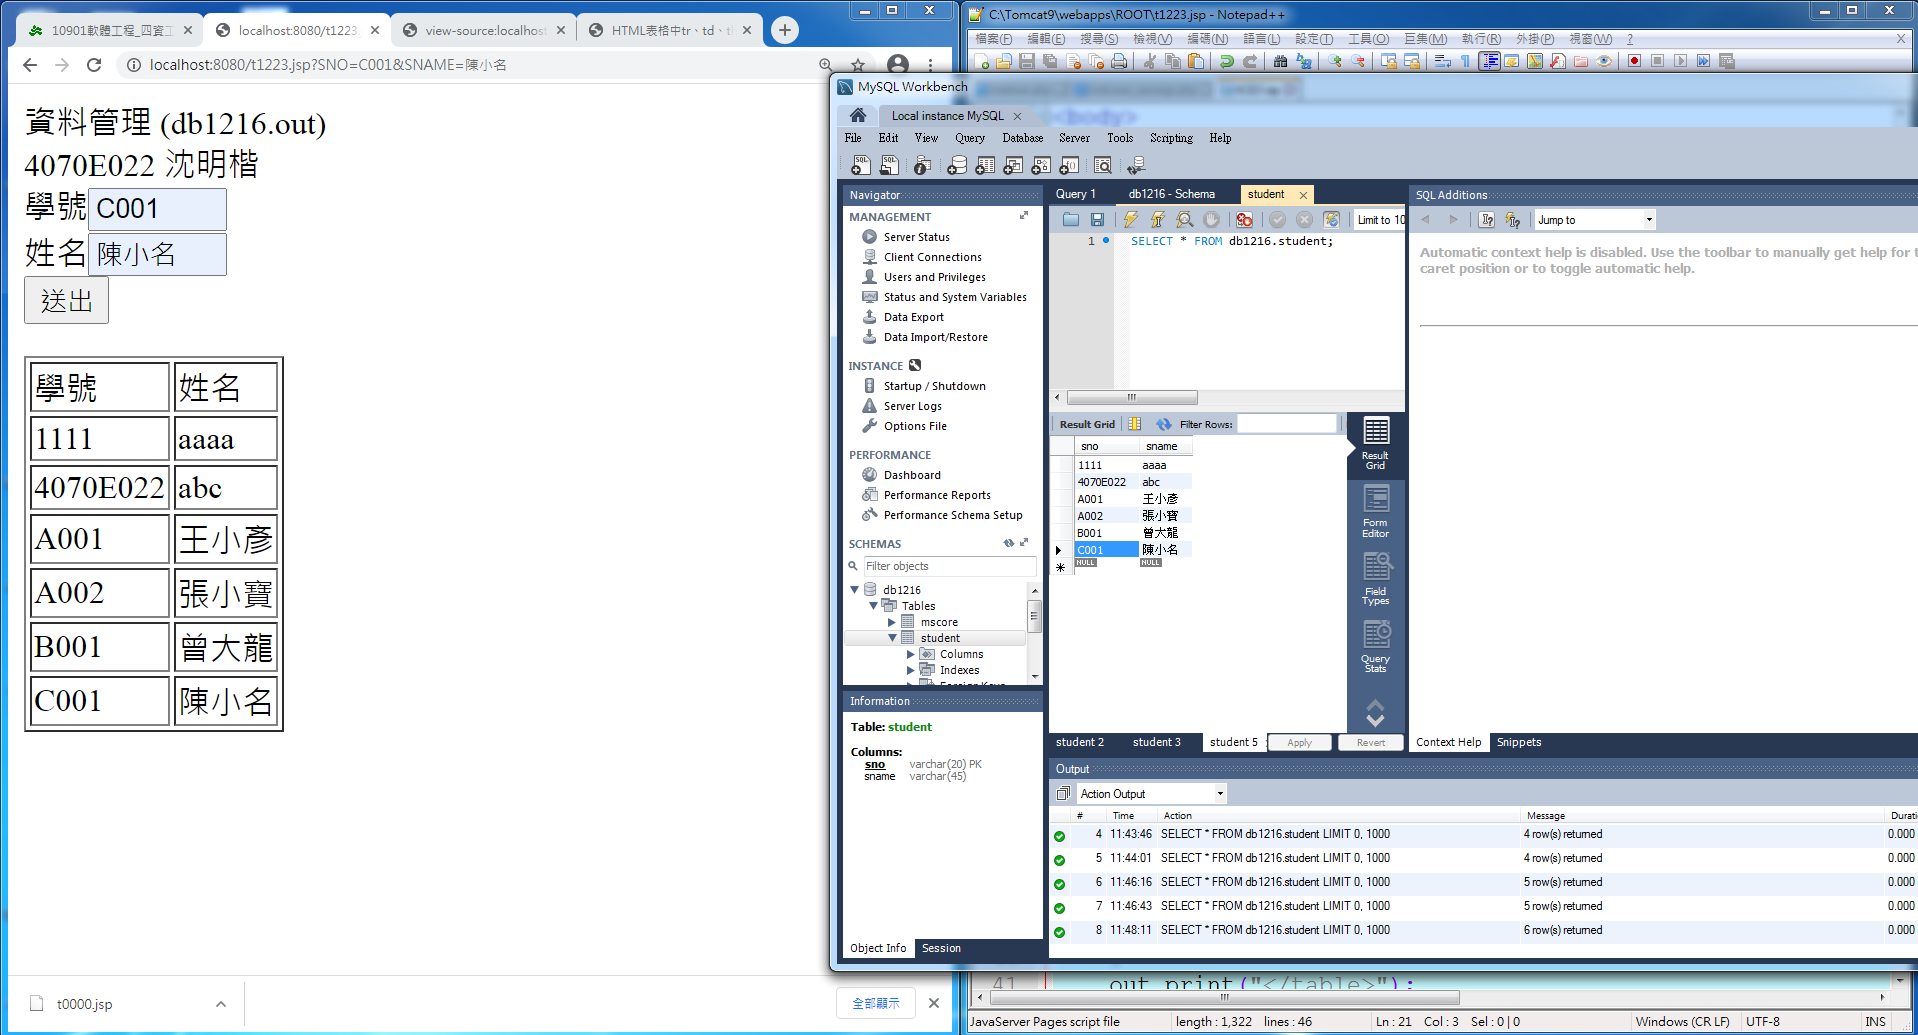 10901軟體工程_四資工
localhost:8080/t1223.
view-source:localhost
HTML表格中tr、td、t
localhost:8080/t1223.jsp?SNO=C001&SNAME=陳小名
資料管理 (db1216.out)
4070E022 沈明楷
學號 C001
姓名 陳小名
送出
學號 姓名
1111 aaaa
4070E022 abc
A001 王小彥
A002 張小寶
B001 曾大龍
C001 陳小名
t0000.jsp
全部顯示
C:\Tomcat9\webapps\ROOT\t1223.jsp - Notepad++
檔案(F) 編輯(E) 搜尋(S) 檢視(V) 編碼(N) 語言(L) 設定(T) 工具(O) 巨集(M) 執行(R) 外掛(P) 視窗(W) ? X
<body>
MySQL Workbench
Local instance MySQL
File Edit View Query Database Server Tools Scripting Help
Navigator
MANAGEMENT
Server Status
Client Connections
Users and Privileges
Status and System Variables
Data Export
Data Import/Restore
INSTANCE
Startup / Shutdown
Server Logs
Options File
PERFORMANCE
Dashboard
Performance Reports
Performance Schema Setup
SCHEMAS
Filter objects
db1216
Tables
mscore
student
Columns
Indexes
Foreign Keys
Information
Table: student
Columns:
sno varchar(20) PK
sname varchar(45)
Object Info Session
Query 1 db1216 - Schema student
Limit to 10
1 SELECT * FROM db1216.student;
Result Grid Filter Rows:
sno sname
1111 aaaa
4070E022 abc
A001 王小彥
A002 張小寶
B001 曾大龍
C001 陳小名
NULL NULL
Result
Grid
Form
Editor
Field
Types
Query
Stats
student 2 student 3 student 5 Apply Revert
SQL Additions
Jump to
Automatic context help is disabled. Use the toolbar to manually get help for t
caret position or to toggle automatic help.
Context Help Snippets
Output
Action Output
# Time Action Message Durati
4 11:43:46 SELECT * FROM db1216.student LIMIT 0, 1000 4 row(s) returned 0.000
5 11:44:01 SELECT * FROM db1216.student LIMIT 0, 1000 4 row(s) returned 0.000
6 11:46:16 SELECT * FROM db1216.student LIMIT 0, 1000 5 row(s) returned 0.000
7 11:46:43 SELECT * FROM db1216.student LIMIT 0, 1000 5 row(s) returned 0.000
8 11:48:11 SELECT * FROM db1216.student LIMIT 0, 1000 6 row(s) returned 0.000
41 out.print("</table>");
JavaServer Pages script file length : 1,322 lines : 46 Ln : 21 Col : 3 Sel : 0 | 0 Windows (CR LF) UTF-8 INS